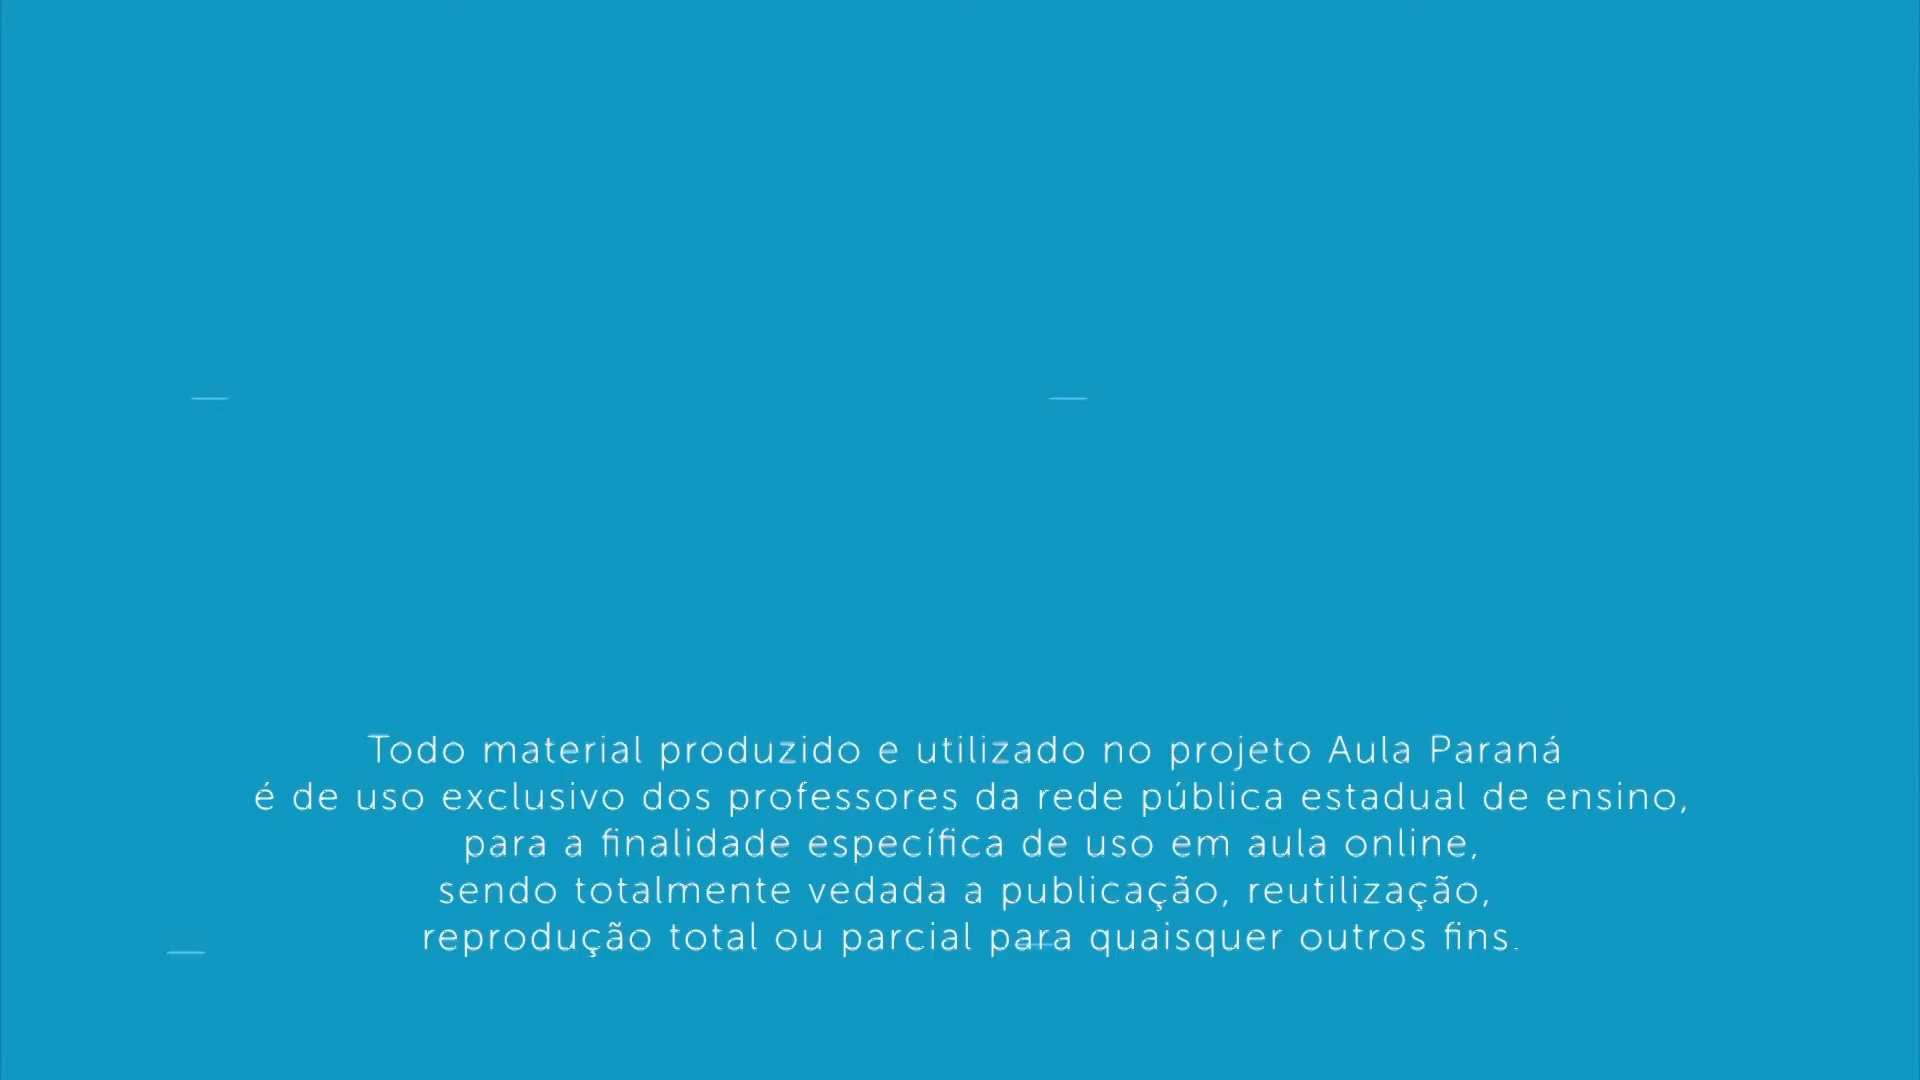 Todo material produzido e utilizado no projeto Aula Paraná
é de uso exclusivo dos professores da rede pública estadual de ensino,
para a finalidade específica de uso em aula online,
sendo totalmente vedada a publicação, reutilização,
reprodução total ou parcial para quaisquer outros fins.